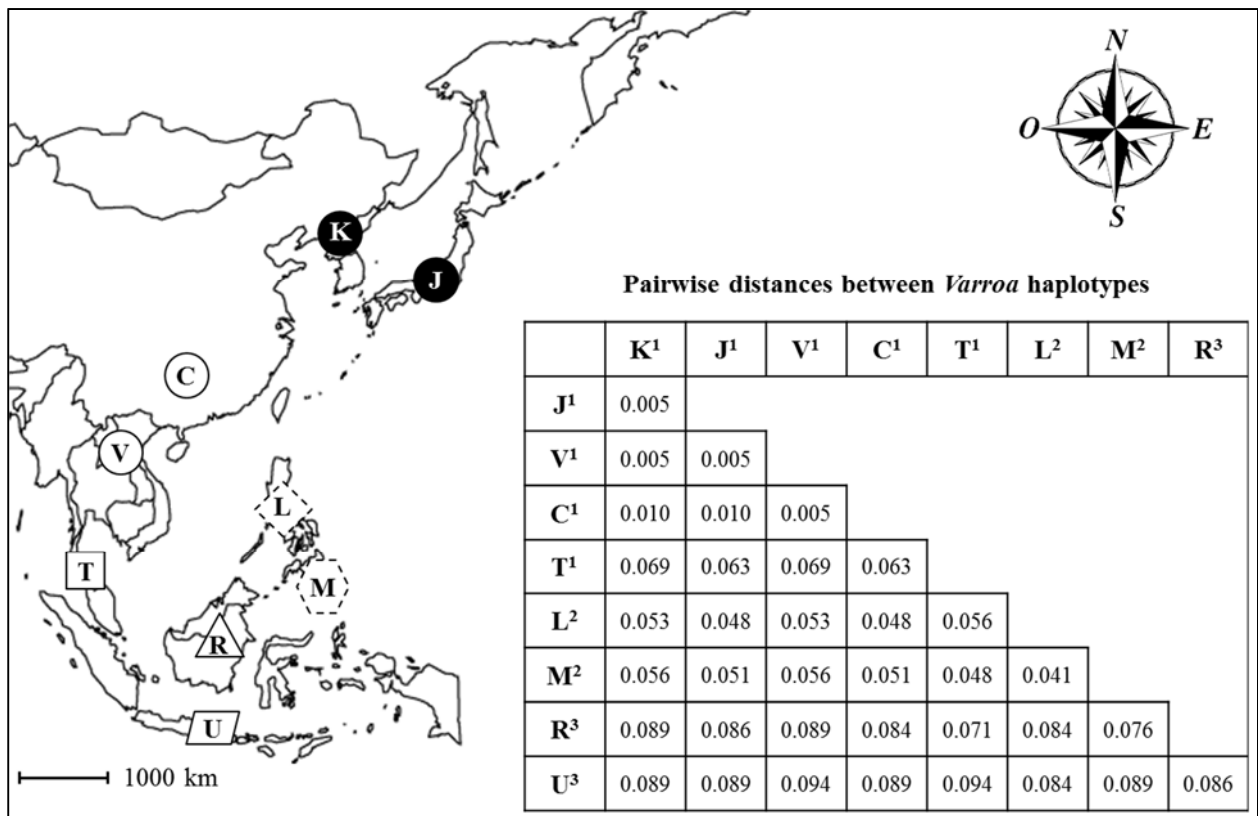 N
O E
S
K
J
C
V
L
T
M
R
U
1000 km
Pairwise distances between Varroa haplotypes
K¹ J¹ V¹ C¹ T¹ L² M² R³
J¹ 0.005
V¹ 0.005 0.005
C¹ 0.010 0.010 0.005
T¹ 0.069 0.063 0.069 0.063
L² 0.053 0.048 0.053 0.048 0.056
M² 0.056 0.051 0.056 0.051 0.048 0.041
R³ 0.089 0.086 0.089 0.084 0.071 0.084 0.076
U³ 0.089 0.089 0.094 0.089 0.094 0.084 0.089 0.086